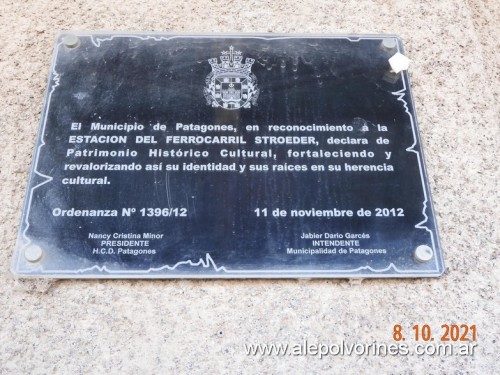 El Municipio de Patagones, en reconocimiento a la
ESTACION DEL FERROCARRIL STROEDER, declara de
Patrimonio Histórico Cultural, fortaleciendo y
revalorizando así su identidad y sus raíces en su herencia
cultural.
Ordenanza Nº 1396/12 11 de noviembre de 2012
Nancy Cristina Minor Jabier Dario Garcés
PRESIDENTE INTENDENTE
H.C.D. Patagones Municipalidad de Patagones
8.10.2021
www.alepolvorines.com.ar